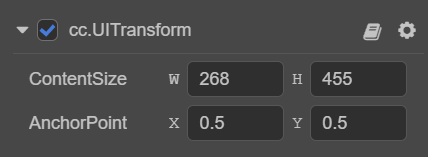 cc.UITransform
ContentSize W 268 H 455
AnchorPoint X 0.5 Y 0.5